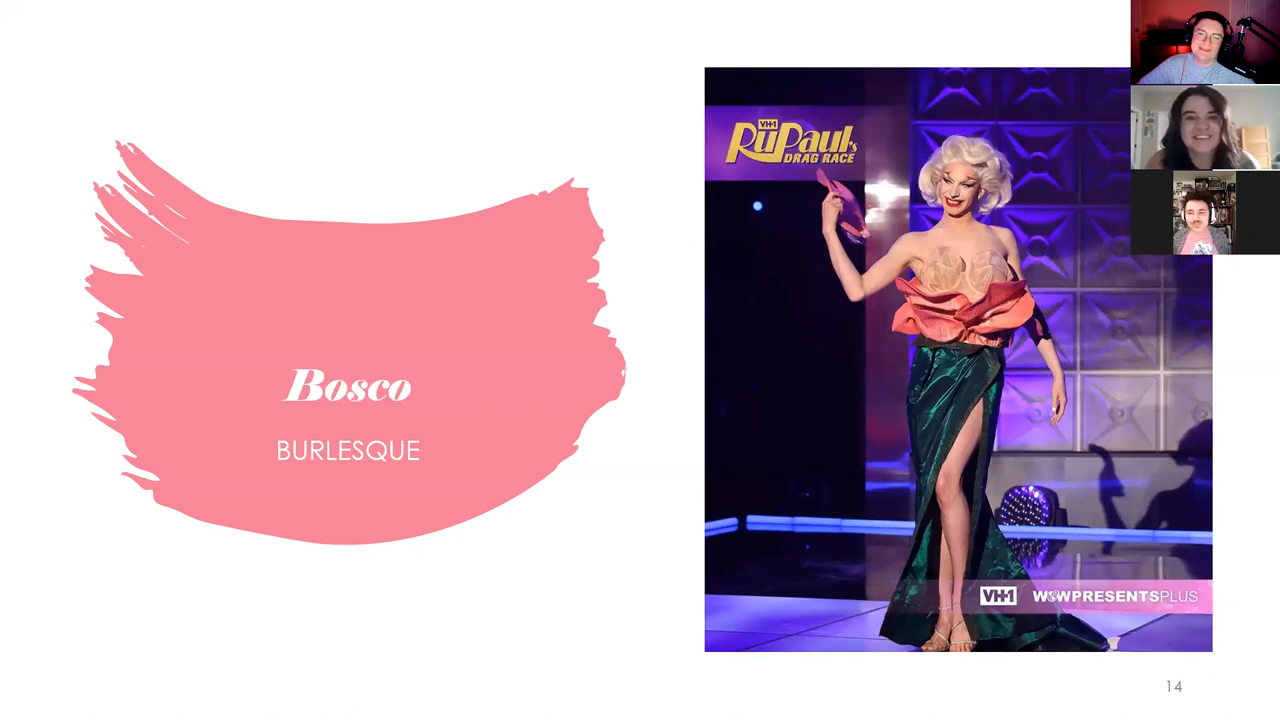 Bosco
BURLESQUE
VH1
RuPaul's
DRAG RACE
VH1 WOWPRESENTSPLUS
14